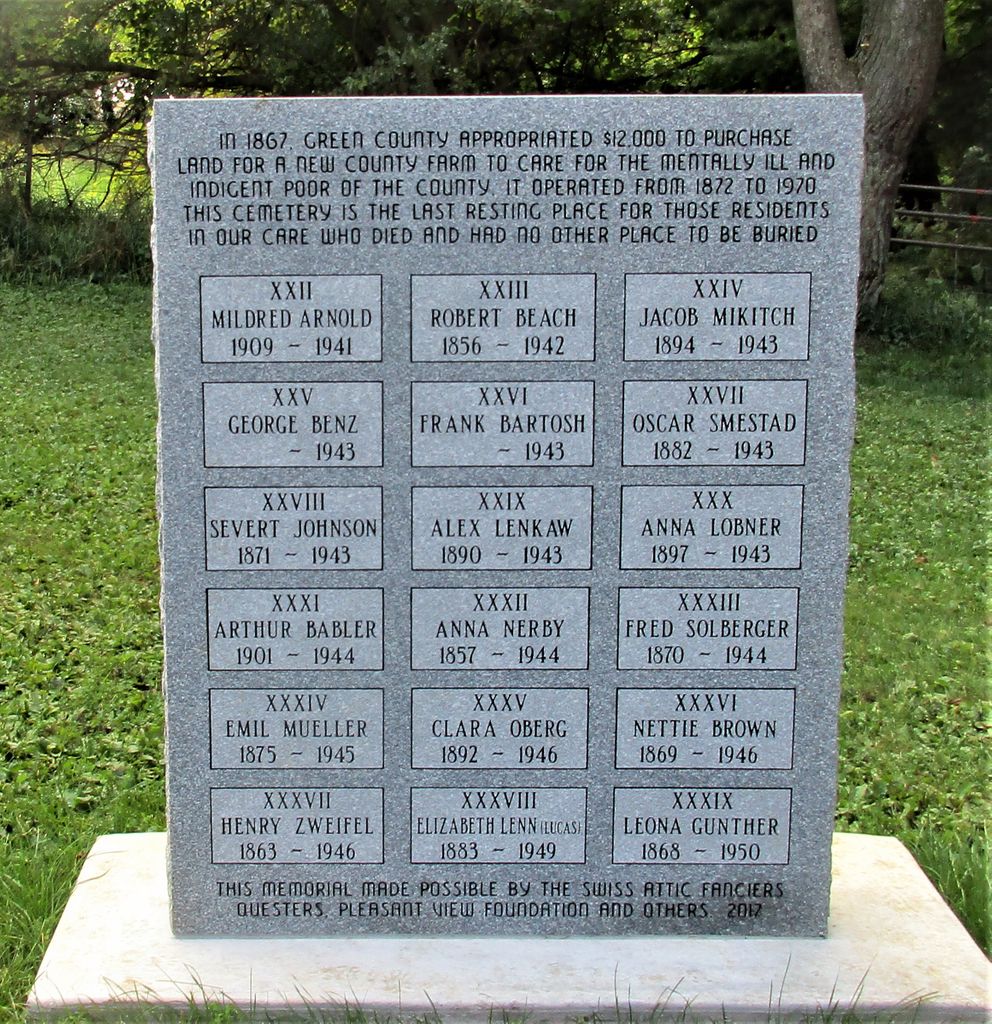 IN 1867, GREEN COUNTY APPROPRIATED $12,000 TO PURCHASE
LAND FOR A NEW COUNTY FARM TO CARE FOR THE MENTALLY ILL AND
INDIGENT POOR OF THE COUNTY. IT OPERATED FROM 1872 TO 1970
THIS CEMETERY IS THE LAST RESTING PLACE FOR THOSE RESIDENTS
IN OUR CARE WHO DIED AND HAD NO OTHER PLACE TO BE BURIED
XXII
MILDRED ARNOLD
1909 ~ 1941
XXIII
ROBERT BEACH
1856 ~ 1942
XXIV
JACOB MIKITCH
1894 ~ 1943
XXV
GEORGE BENZ
~ 1943
XXVI
FRANK BARTOSH
~ 1943
XXVII
OSCAR SMESTAD
1882 ~ 1943
XXVIII
SEVERT JOHNSON
1871 ~ 1943
XXIX
ALEX LENKAW
1890 ~ 1943
XXX
ANNA LOBNER
1897 ~ 1943
XXXI
ARTHUR BABLER
1901 ~ 1944
XXXII
ANNA NERBY
1857 ~ 1944
XXXIII
FRED SOLBERGER
1870 ~ 1944
XXXIV
EMIL MUELLER
1875 ~ 1945
XXXV
CLARA OBERG
1892 ~ 1946
XXXVI
NETTIE BROWN
1869 ~ 1946
XXXVII
HENRY ZWEIFEL
1863 ~ 1946
XXXVIII
ELIZABETH LENN (LUCAS)
1883 ~ 1949
XXXIX
LEONA GUNTHER
1868 ~ 1950
THIS MEMORIAL MADE POSSIBLE BY THE SWISS ATTIC FANCIERS
QUESTERS, PLEASANT VIEW FOUNDATION AND OTHERS 2017